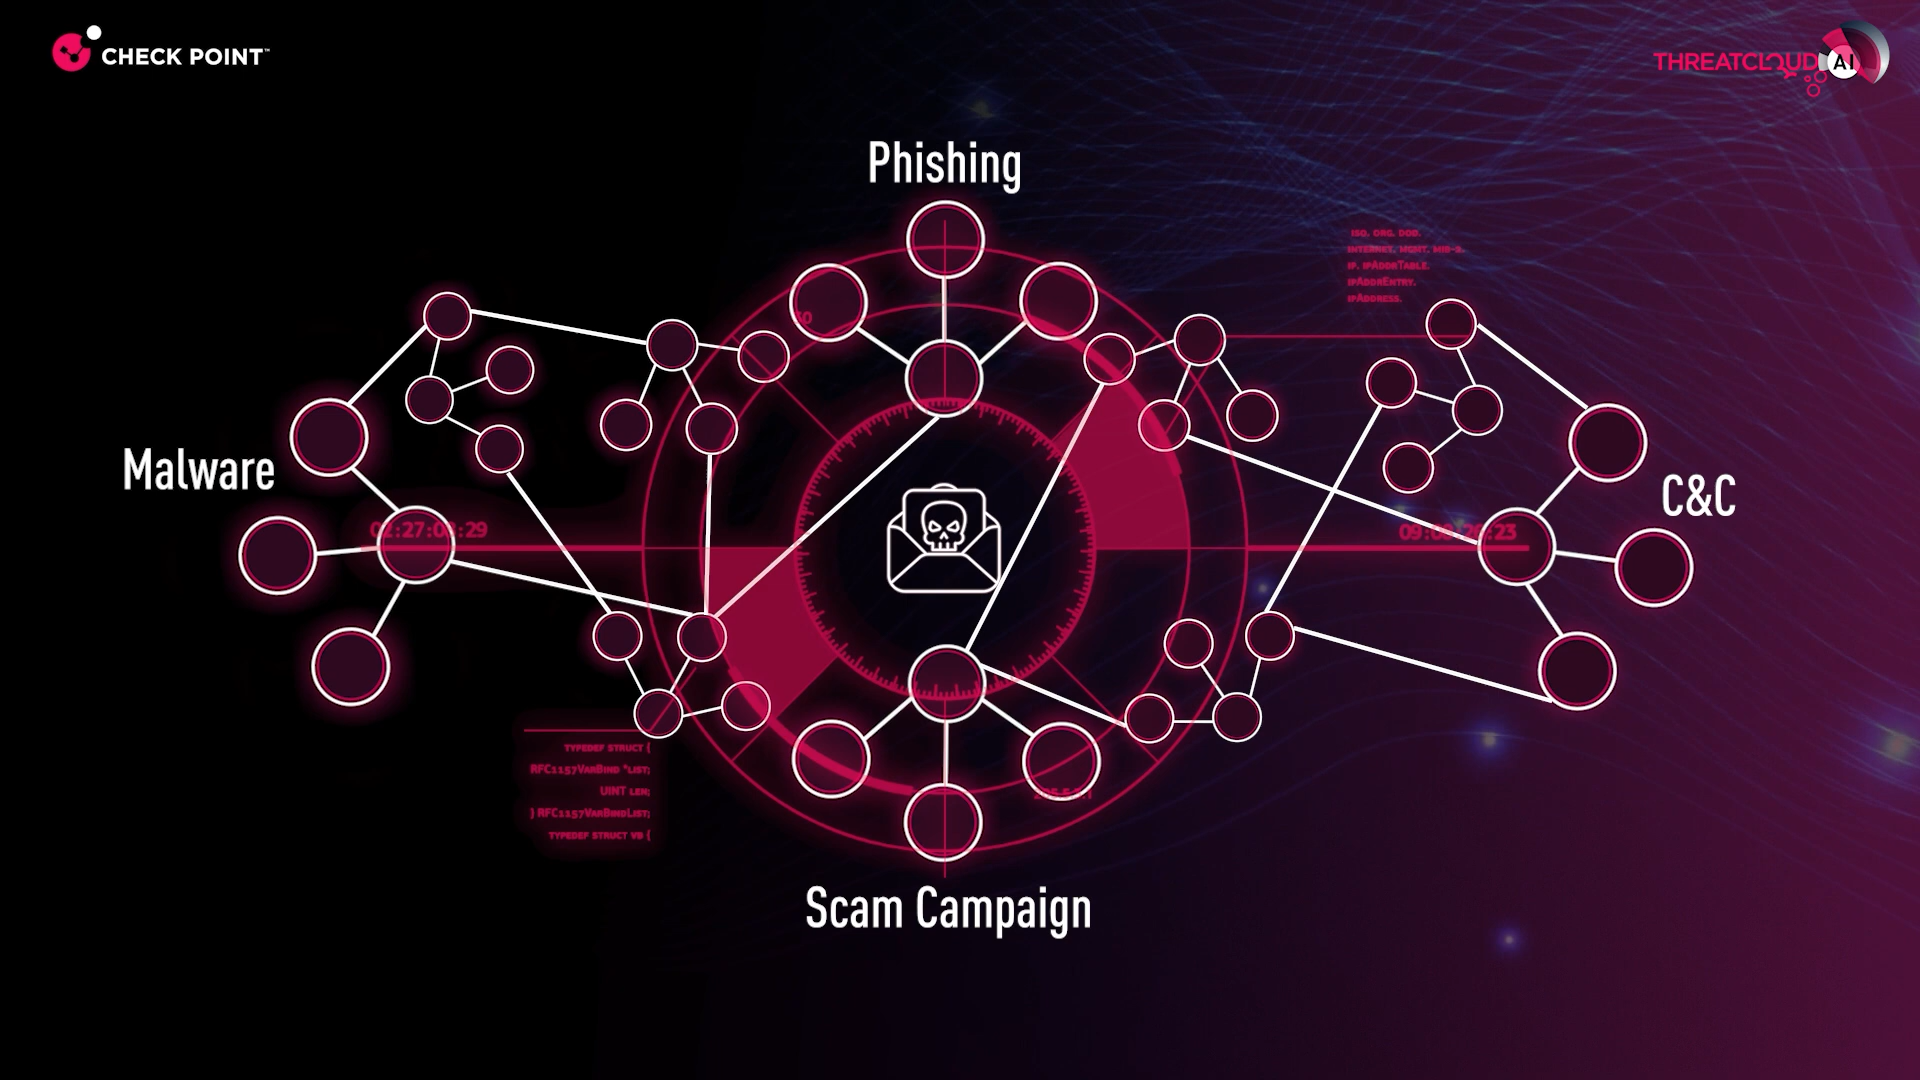 CHECK POINT™
THREATCLOUD AI
Phishing
ISO. ORG. DOD.
INTERNET. MGMT. MIB-2.
IP. IPADDRTABLE.
IPADDRENTRY.
IPADDRESS.
Malware
C&C
TYPEDEF STRUCT {
RFC1157VARBIND *LIST;
UINT LEN;
} RFC1157VARBINDLIST;
TYPEDEF STRUCT VB {
Scam Campaign